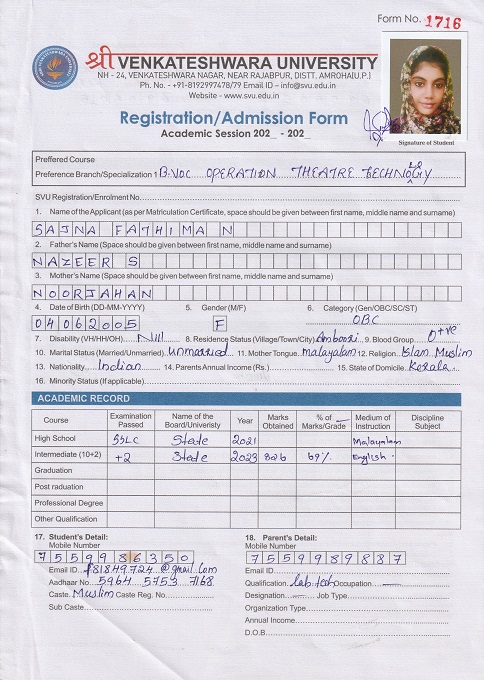 Form No. 1716
श्री VENKATESHWARA UNIVERSITY
NH - 24, VENKATESHWARA NAGAR, NEAR RAJABPUR, DISTT. AMROHA(U.P.)
Ph. No. - +91-8192997478/79 Email ID – info@svu.edu.in
Website - www.svu.edu.in
Registration/Admission Form
Academic Session 202_ - 202_
Signature of Student
Preffered Course
Preference Branch/Specialization 1 B.VOC OPERATION THEATRE TECHNOLOGY
SVU Registration/Enrolment No.
1. Name of the Applicant (as per Matriculation Certificate, space should be given between first name, middle name and surname)
SAJNA FATHIMA N
2. Father's Name (Space should be given between first name, middle name and surname)
NAZEER S
3. Mother's Name (Space should be given between first name, middle name and surname)
NOORJAHAN
4. Date of Birth (DD-MM-YYYY) 5. Gender (M/F) 6. Category (Gen/OBC/SC/ST)
04062005 F OBC
7. Disability (VH/HH/OH) Nill 8. Residence Status (Village/Town/City) Amboori 9. Blood Group O+ve
10. Marital Status (Married/Unmarried) unmarried 11. Mother Tongue malayalam 12. Religion Islam Muslim
13. Nationality Indian 14. Parents Annual Income (Rs.) 15. State of Domicile Kerala
16. Minority Status (If applicable)
ACADEMIC RECORD
Course Examination Passed Name of the Board/Univeristy Year Marks Obtained % of Marks/Grade Medium of Instruction Discipline Subject
High School SSLC State 2021 Malayalam
Intermediate (10+2) +2 State 2023 826 69% English
Graduation
Post raduation
Professional Degree
Other Qualification
17. Student's Detail: 18. Parent's Detail:
Mobile Number Mobile Number
7559986350 7559989887
Email ID @gmail.com Email ID
Aadhaar No. 5964 5753 7168 Qualification Occupation
Caste Muslim Caste Reg. No. Designation Job Type
Sub Caste Organization Type
Annual Income
D.O.B.